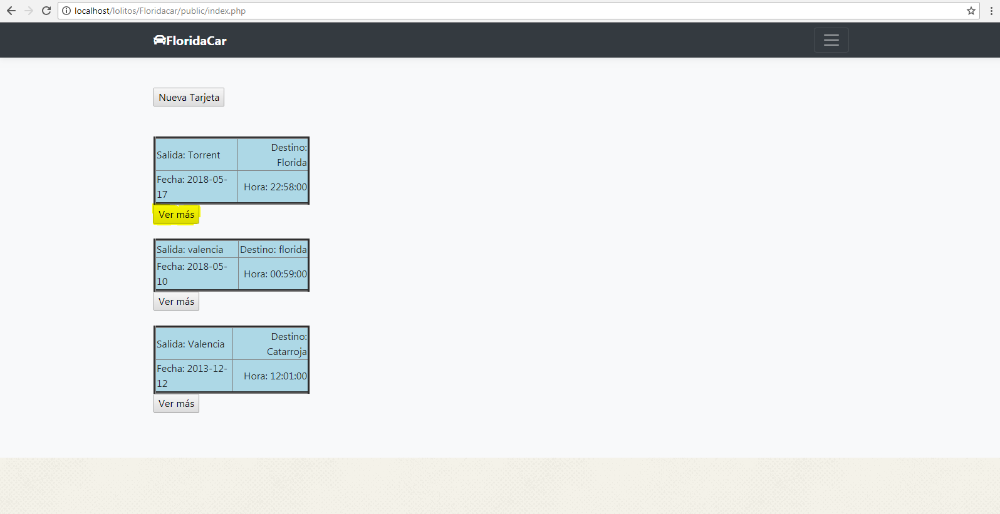 localhost/lolitos/Floridacar/public/index.php
FloridaCar
Nueva Tarjeta
Salida: Torrent
Destino:
Florida
Fecha: 2018-05-
17
Hora: 22:58:00
Ver más
Salida: valencia
Destino: florida
Fecha: 2018-05-
10
Hora: 00:59:00
Ver más
Salida: Valencia
Destino:
Catarroja
Fecha: 2013-12-
12
Hora: 12:01:00
Ver más